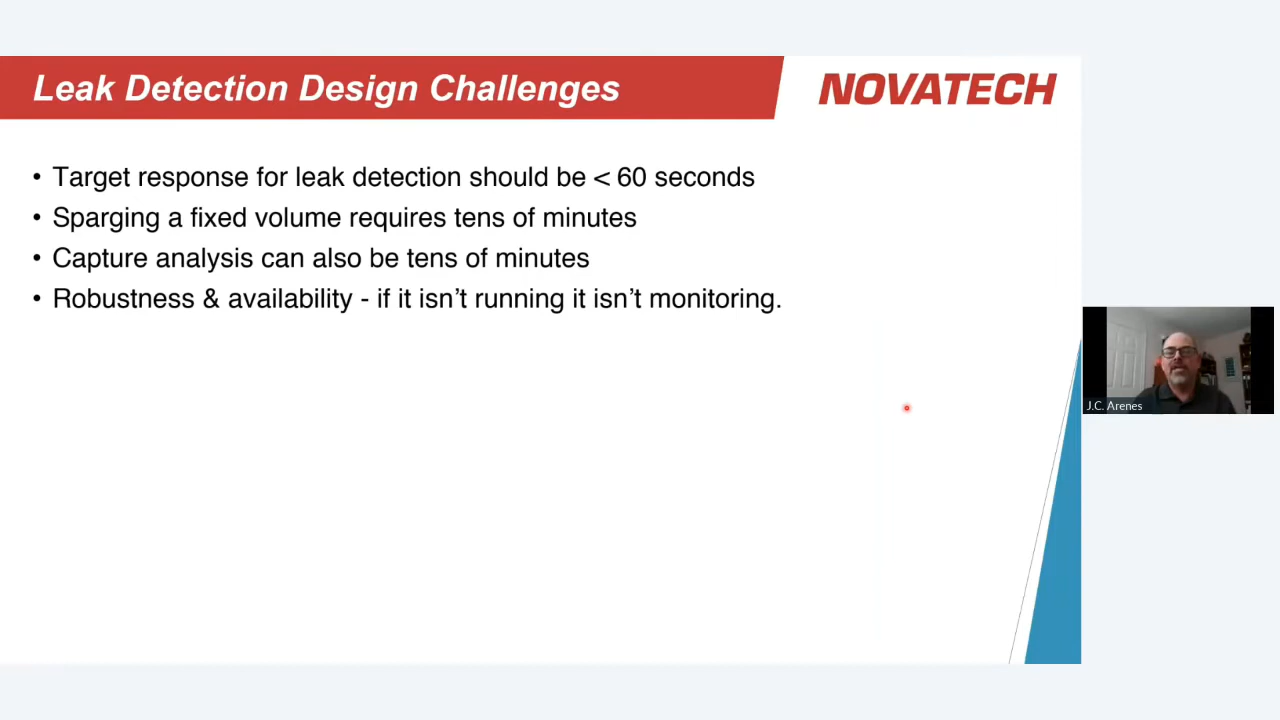 Leak Detection Design Challenges
NOVATECH
• Target response for leak detection should be < 60 seconds
• Sparging a fixed volume requires tens of minutes
• Capture analysis can also be tens of minutes
• Robustness & availability - if it isn’t running it isn’t monitoring.
J.C. Arenes